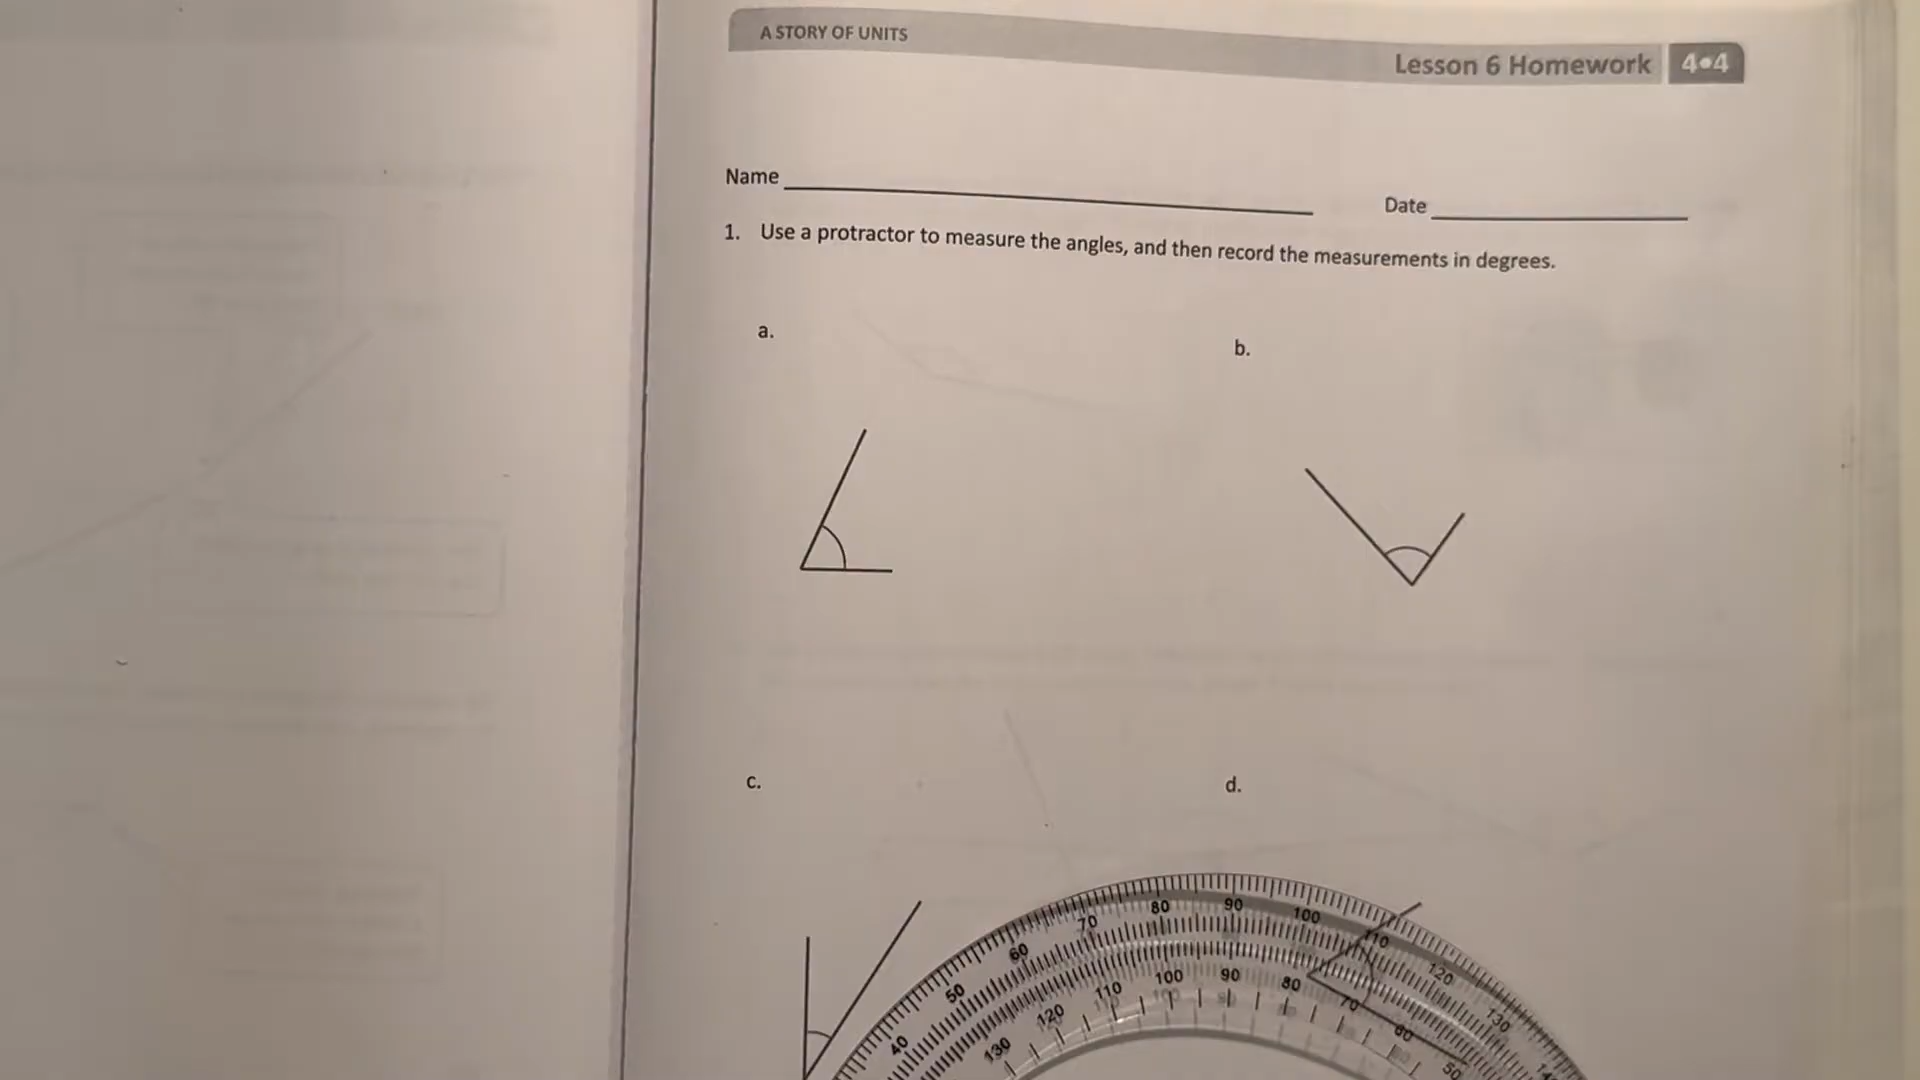 A STORY OF UNITS
Lesson 6 Homework 4•4
Name
Date
1. Use a protractor to measure the angles, and then record the measurements in degrees.
a.
b.
c.
d.
40 50 60 70 80 90 100 110 120 130
130 120 110 100 90 80 70 60 50